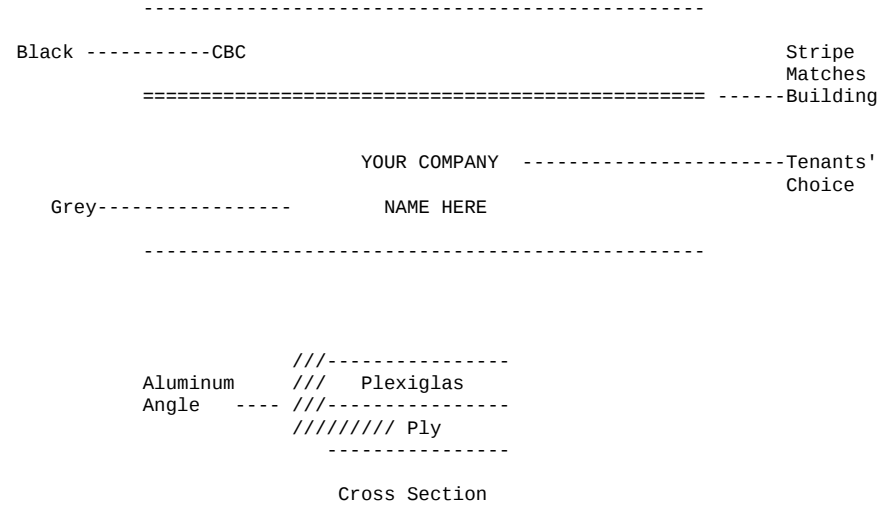 -------------------------------------------------
Black -----------CBC Stripe
Matches
================================================= ------Building
YOUR COMPANY -----------------------Tenants'
Choice
Grey----------------- NAME HERE
-------------------------------------------------
///----------------
Aluminum /// Plexiglas
Angle ---- ///----------------
///////// Ply
----------------
Cross Section